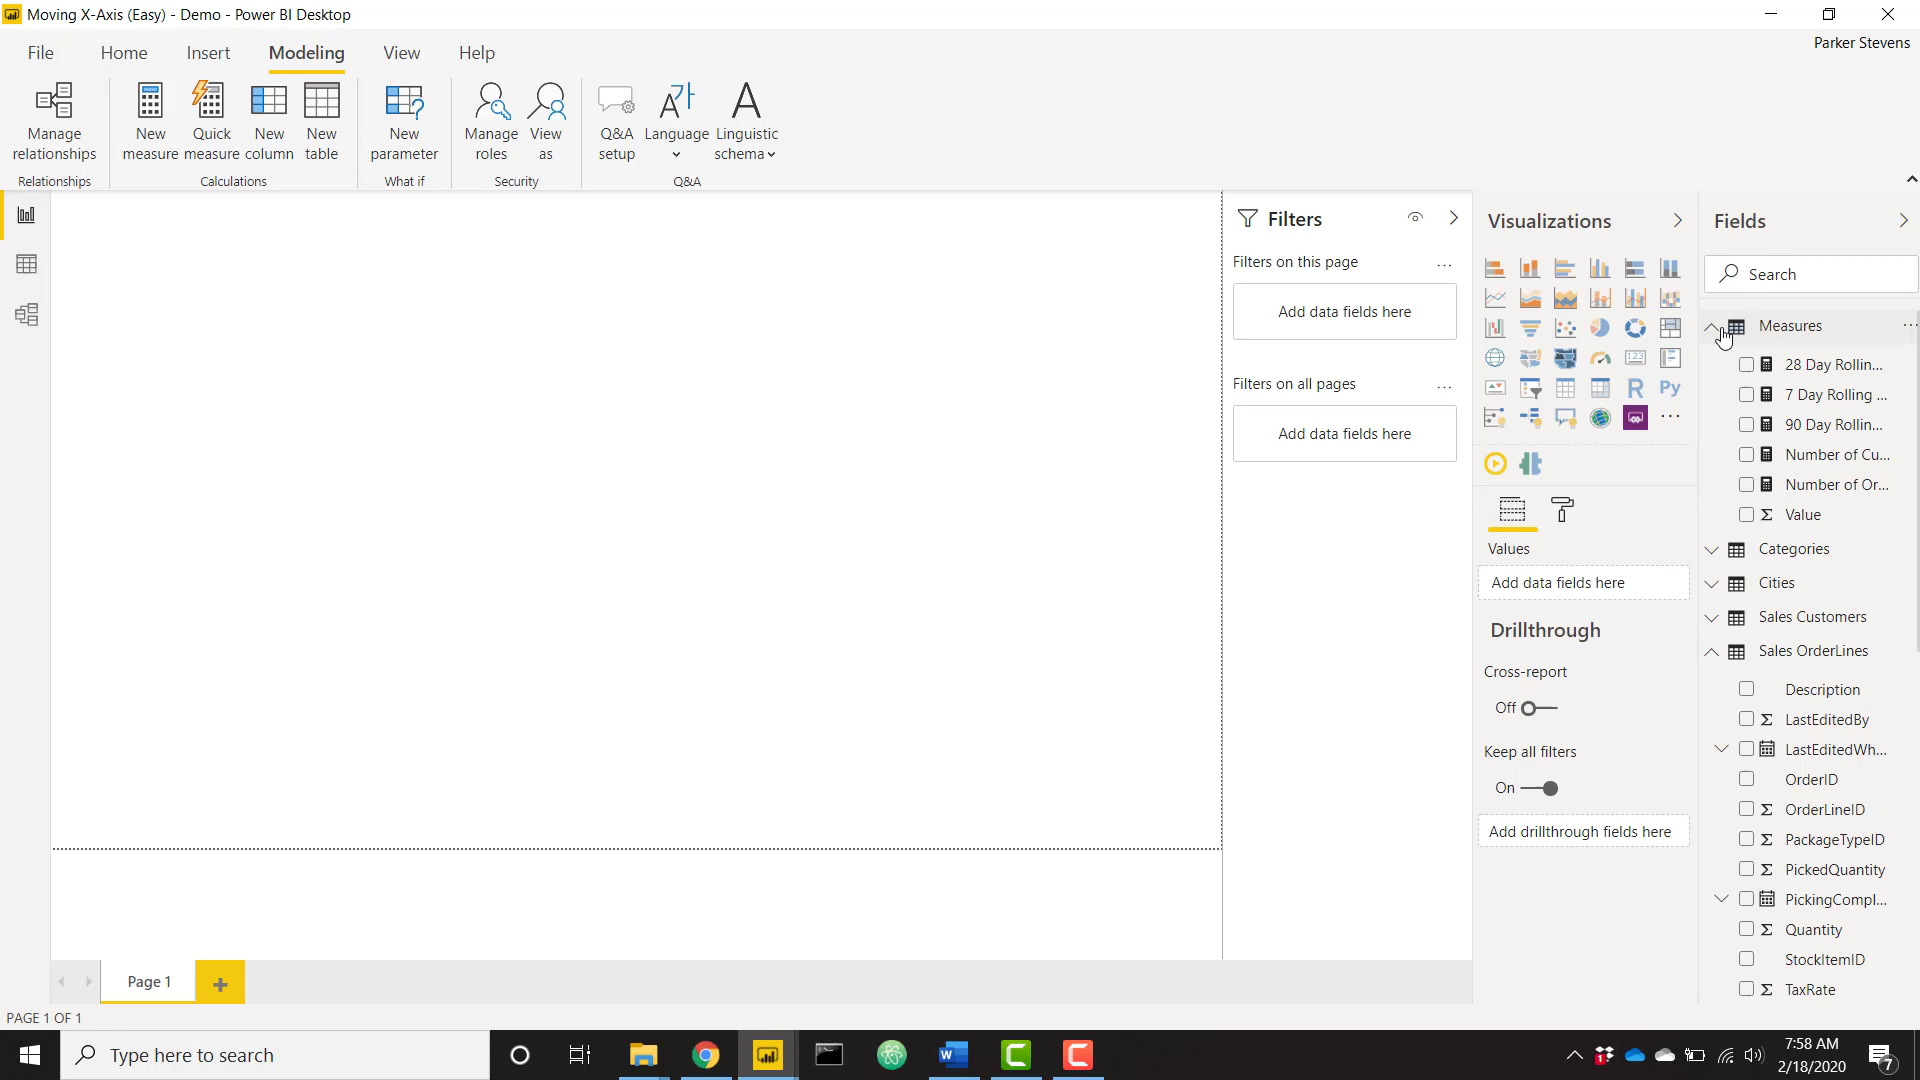 Moving X-Axis (Easy) - Demo - Power BI Desktop
Parker Stevens
File Home Insert Modeling View Help
Manage relationships
New measure
Quick measure
New column
New table
New parameter
Manage roles
View as
Q&A setup
Language
Linguistic schema
Relationships Calculations What if Security Q&A
Filters
Filters on this page ...
Add data fields here
Filters on all pages ...
Add data fields here
Visualizations
123
R Py
...
Values
Add data fields here
Drillthrough
Cross-report
Off
Keep all filters
On
Add drillthrough fields here
Fields
Search
Measures ...
28 Day Rollin...
7 Day Rolling ...
90 Day Rollin...
Number of Cu...
Number of Or...
Σ Value
Categories
Cities
Sales Customers
Sales OrderLines
Description
Σ LastEditedBy
LastEditedWh...
OrderID
Σ OrderLineID
Σ PackageTypeID
Σ PickedQuantity
PickingCompl...
Σ Quantity
StockItemID
Σ TaxRate
Page 1 +
PAGE 1 OF 1
Type here to search
7:58 AM
2/18/2020
7